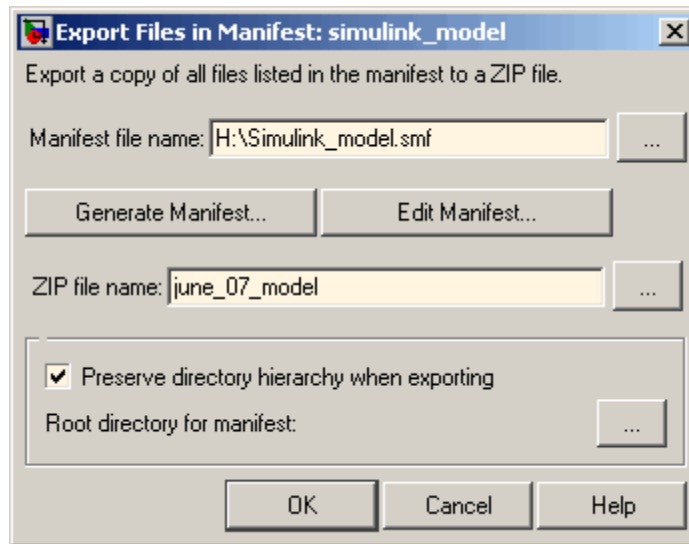 Export Files in Manifest: simulink_model
Export a copy of all files listed in the manifest to a ZIP file.
Manifest file name: H:\Simulink_model.smf ...
Generate Manifest... Edit Manifest...
ZIP file name: june_07_model ...
Preserve directory hierarchy when exporting
Root directory for manifest: ...
OK Cancel Help